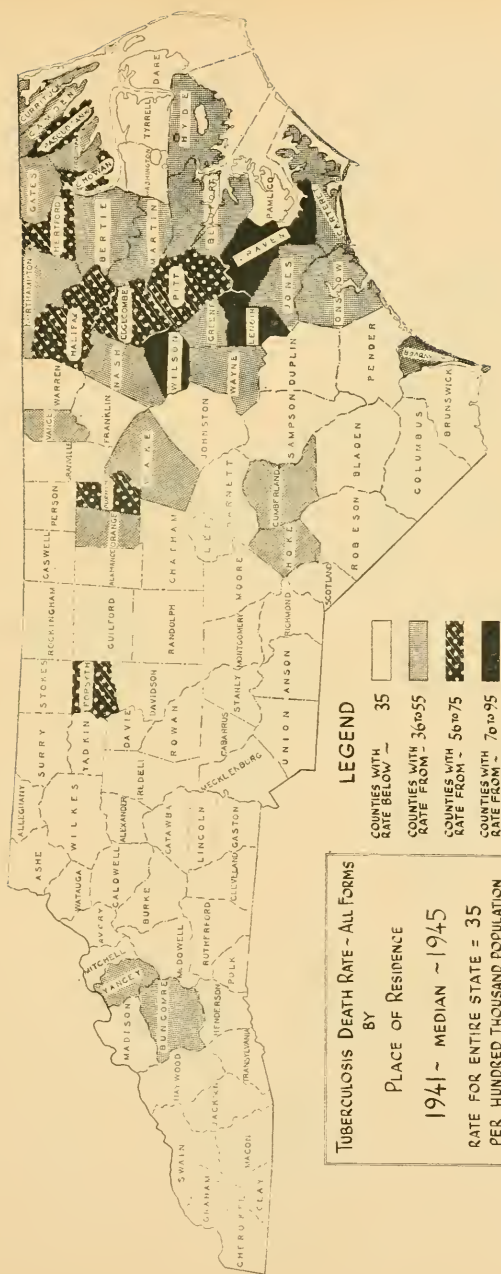 ALLEGHANY
ASHE
SURRY
STOKES
ROCKINGHAM
CASWELL
PERSON
GRANVILLE
VANCE
WARREN
NORTHAMPTON
HERTFORD
GATES
CURRITUCK
CAMDEN
PASQUOTANK
CHOWAN
WATAUGA
WILKES
YADKIN
FORSYTH
GUILFORD
ALAMANCE
ORANGE
DURHAM
FRANKLIN
HALIFAX
BERTIE
MITCHELL
AVERY
CALDWELL
ALEXANDER
IREDELL
DAVIE
DAVIDSON
RANDOLPH
CHATHAM
WAKE
NASH
EDGECOMBE
MARTIN
WASHINGTON
TYRRELL
DARE
MADISON
YANCEY
BURKE
CATAWBA
ROWAN
WILSON
PITT
BEAUFORT
HYDE
SWAIN
HAYWOOD
BUNCOMBE
MCDOWELL
LINCOLN
CABARRUS
STANLY
MONTGOMERY
MOORE
LEE
HARNETT
JOHNSTON
WAYNE
GREENE
LENOIR
CRAVEN
PAMLICO
GRAHAM
JACKSON
HENDERSON
RUTHERFORD
CLEVELAND
GASTON
MECKLENBURG
CHEROKEE
CLAY
MACON
TRANSYLVANIA
POLK
UNION
ANSON
RICHMOND
SCOTLAND
HOKE
CUMBERLAND
SAMPSON
DUPLIN
JONES
ONSLOW
CARTERET
ROBESON
BLADEN
PENDER
COLUMBUS
BRUNSWICK
TUBERCULOSIS DEATH RATE ~ ALL FORMS
BY
PLACE OF RESIDENCE
1941 ~ MEDIAN ~ 1945
RATE FOR ENTIRE STATE = 35
PER HUNDRED THOUSAND POPULATION
LEGEND
COUNTIES WITH
RATE BELOW ~ 35
COUNTIES WITH
RATE FROM - 36 TO 55
COUNTIES WITH
RATE FROM ~ 56 TO 75
COUNTIES WITH
RATE FROM ~ 76 TO 95